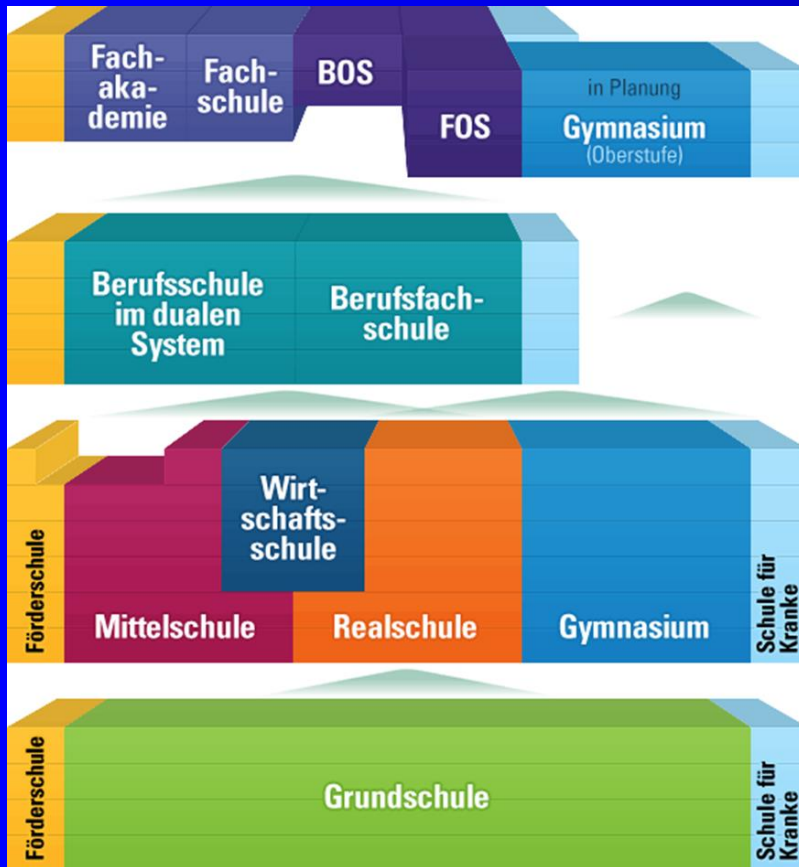 Fach-
aka-
demie
Fach-
schule
BOS
FOS
in Planung
Gymnasium
(Oberstufe)
Berufsschule
im dualen
System
Berufsfach-
schule
Förderschule
Mittelschule
Wirt-
schafts-
schule
Realschule
Gymnasium
Schule für
Kranke
Förderschule
Grundschule
Schule für
Kranke